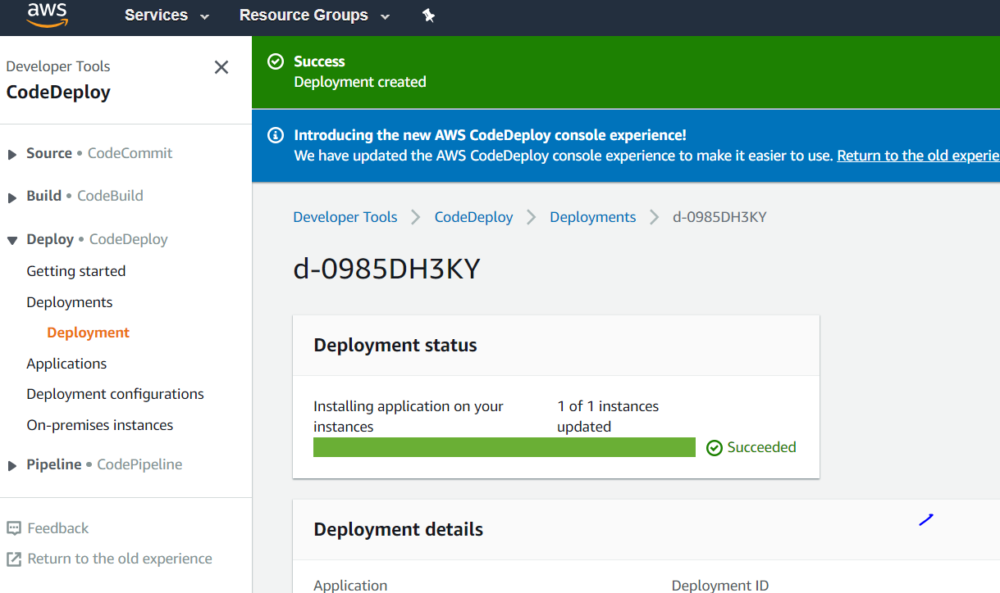 aws
Services
Resource Groups
Developer Tools
CodeDeploy
Source • CodeCommit
Build • CodeBuild
Deploy • CodeDeploy
Getting started
Deployments
Deployment
Applications
Deployment configurations
On-premises instances
Pipeline • CodePipeline
Feedback
Return to the old experience
Success
Deployment created
Introducing the new AWS CodeDeploy console experience!
We have updated the AWS CodeDeploy console experience to make it easier to use. Return to the old experie
Developer Tools > CodeDeploy > Deployments > d-0985DH3KY
d-0985DH3KY
Deployment status
Installing application on your
instances
1 of 1 instances
updated
Succeeded
Deployment details
Application
Deployment ID